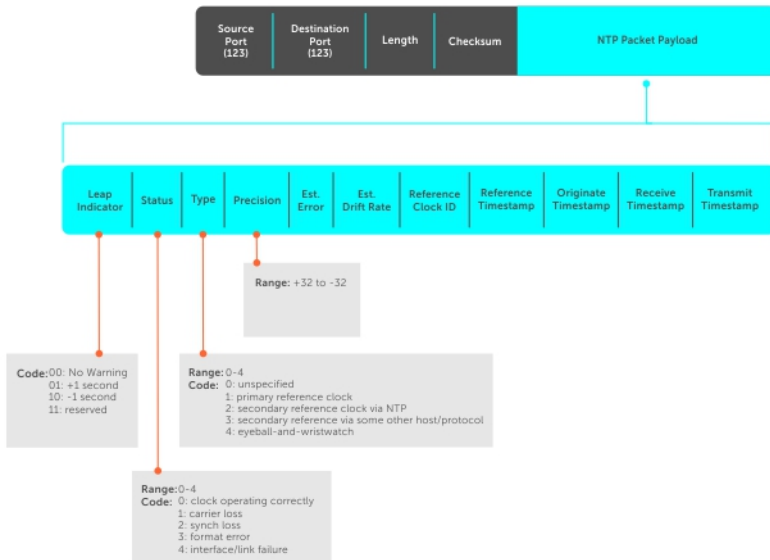 Source Port (123)
Destination Port (123)
Length
Checksum
NTP Packet Payload
Leap Indicator
Status
Type
Precision
Est. Error
Est. Drift Rate
Reference Clock ID
Reference Timestamp
Originate Timestamp
Receive Timestamp
Transmit Timestamp
Range: +32 to -32
Code:00: No Warning
01: +1 second
10: -1 second
11: reserved
Range: 0-4
Code: 0: unspecified
1: primary reference clock
2: secondary reference clock via NTP
3: secondary reference via some other host/protocol
4: eyeball-and-wristwatch
Range:0-4
Code: 0: clock operating correctly
1: carrier loss
2: synch loss
3: format error
4: interface/link failure